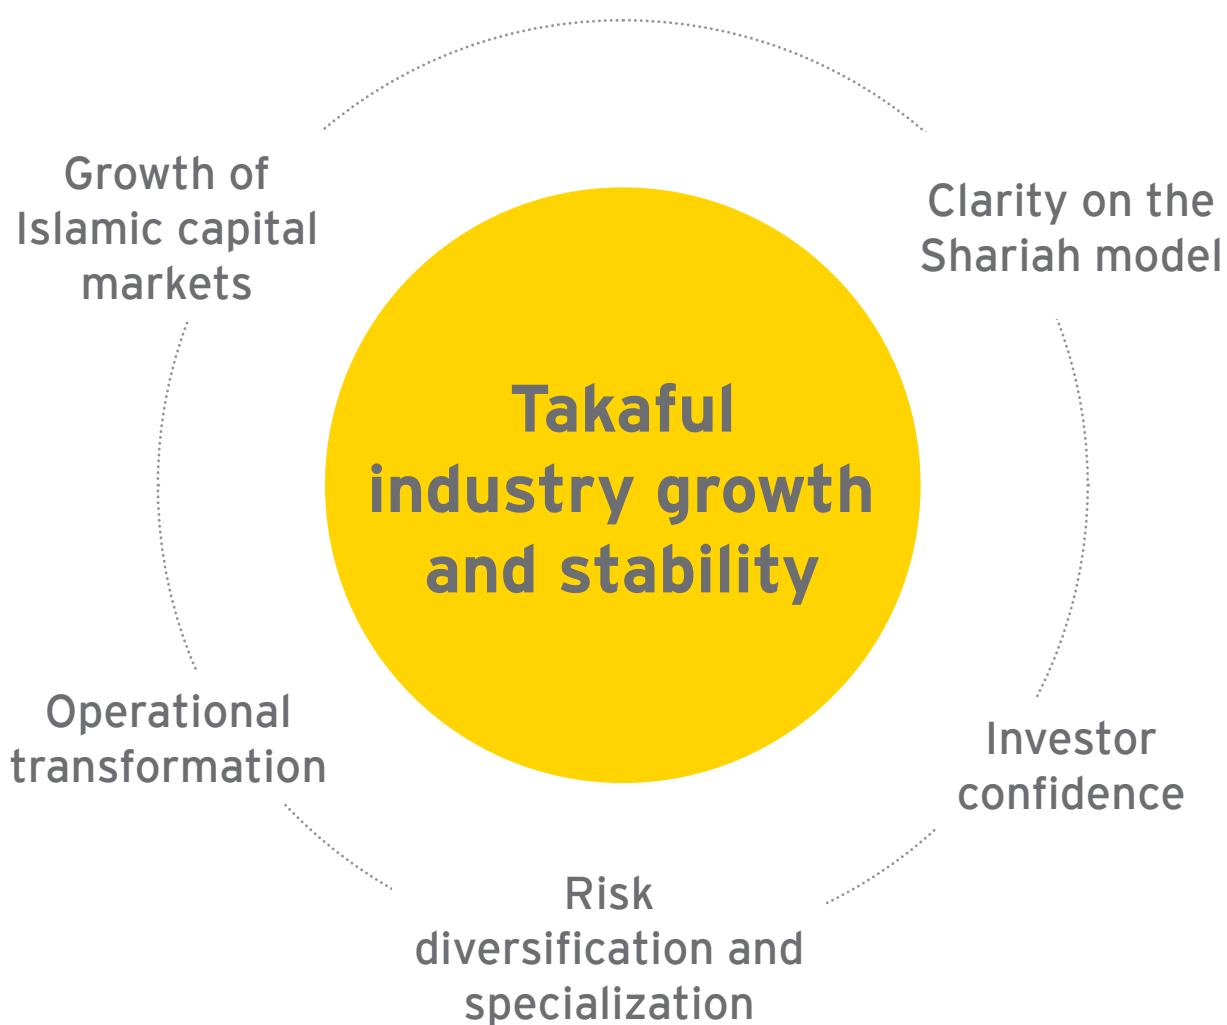 Growth of
Islamic capital
markets
Clarity on the
Shariah model
Takaful
industry growth
and stability
Operational
transformation
Investor
confidence
Risk
diversification and
specialization